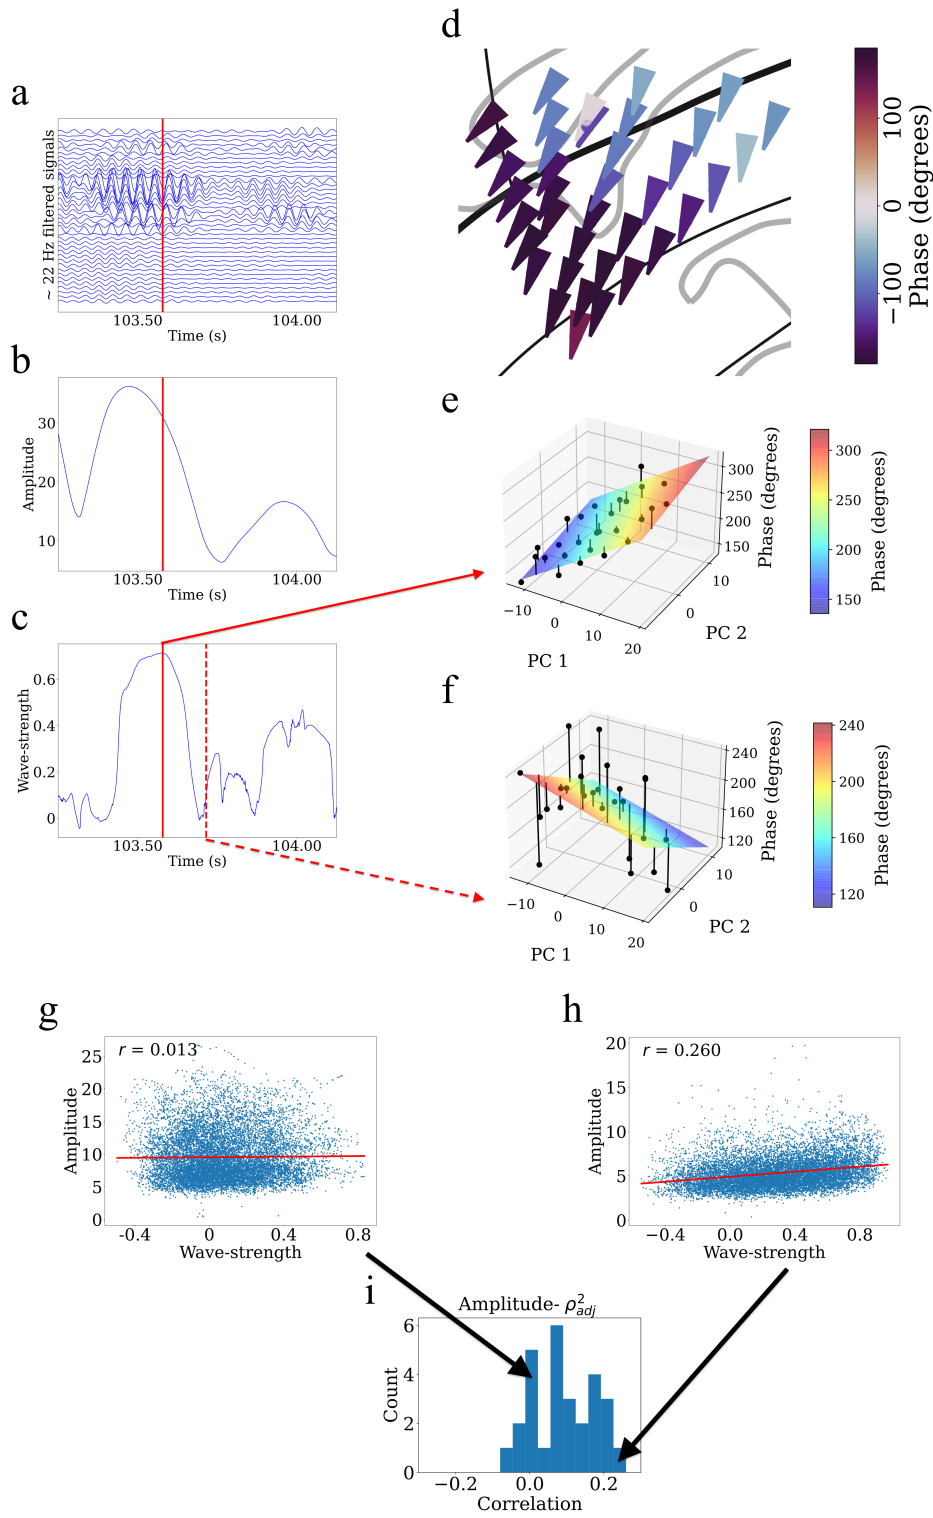 a
~ 22 Hz filtered signals
103.50
104.00
Time (s)
b
Amplitude
30
20
10
103.50
104.00
Time (s)
c
Wave-strength
0.6
0.4
0.2
0
103.50
104.00
Time (s)
d
100
0
−100
Phase (degrees)
e
300
250
200
150
Phase (degrees)
−10
0
10
20
PC 1
0
10
PC 2
300
250
200
150
Phase (degrees)
f
240
200
160
120
Phase (degrees)
−10
0
10
20
PC 1
0
10
PC 2
240
200
160
120
Phase (degrees)
g
r = 0.013
Amplitude
25
20
15
10
5
0
-0.4
0
0.4
0.8
Wave-strength
h
r = 0.260
Amplitude
20
15
10
5
0
−0.4
0.0
0.4
0.8
Wave-strength
i
Amplitude- ρ²adj
Count
6
4
2
0
−0.2
0.0
0.2
Correlation